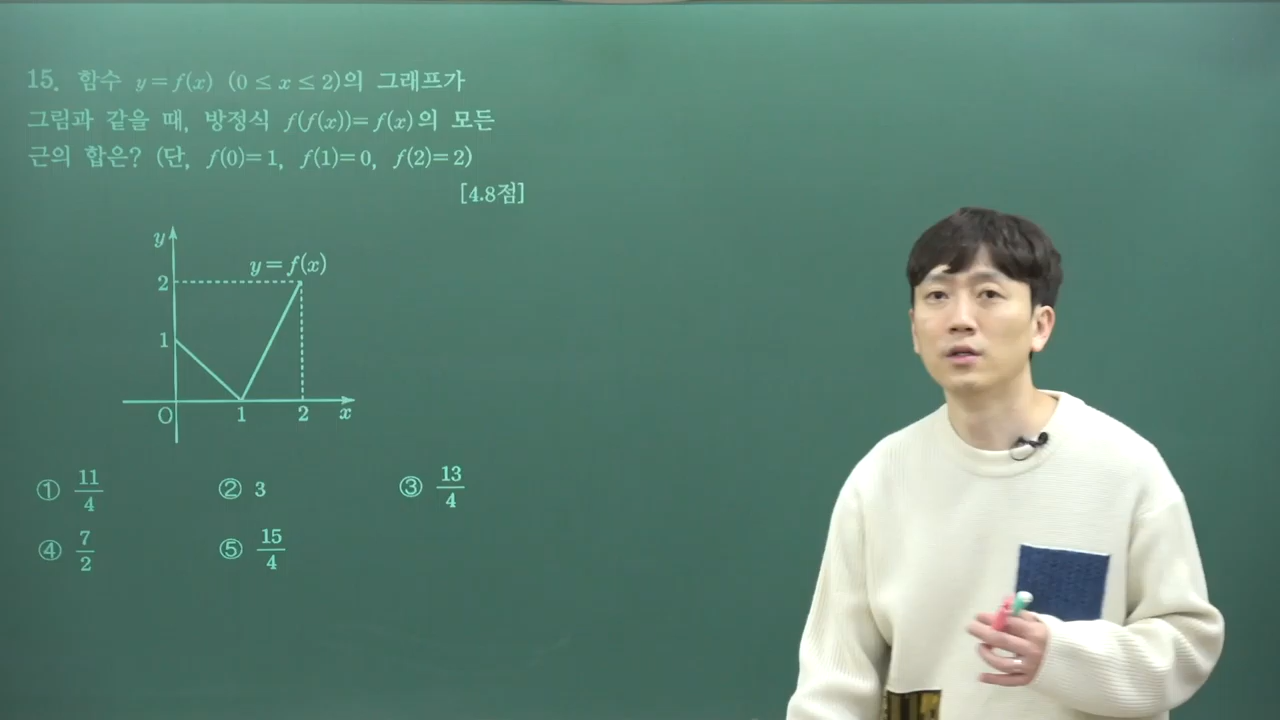 15. 함수 y=f(x) (0 ≤ x ≤ 2)의 그래프가
그림과 같을 때, 방정식 f(f(x))=f(x)의 모든
근의 합은? (단, f(0)=1, f(1)=0, f(2)=2)
[4.8점]
y
y=f(x)
2
1
O 1 2 x
① 11/4 ② 3 ③ 13/4
④ 7/2 ⑤ 15/4